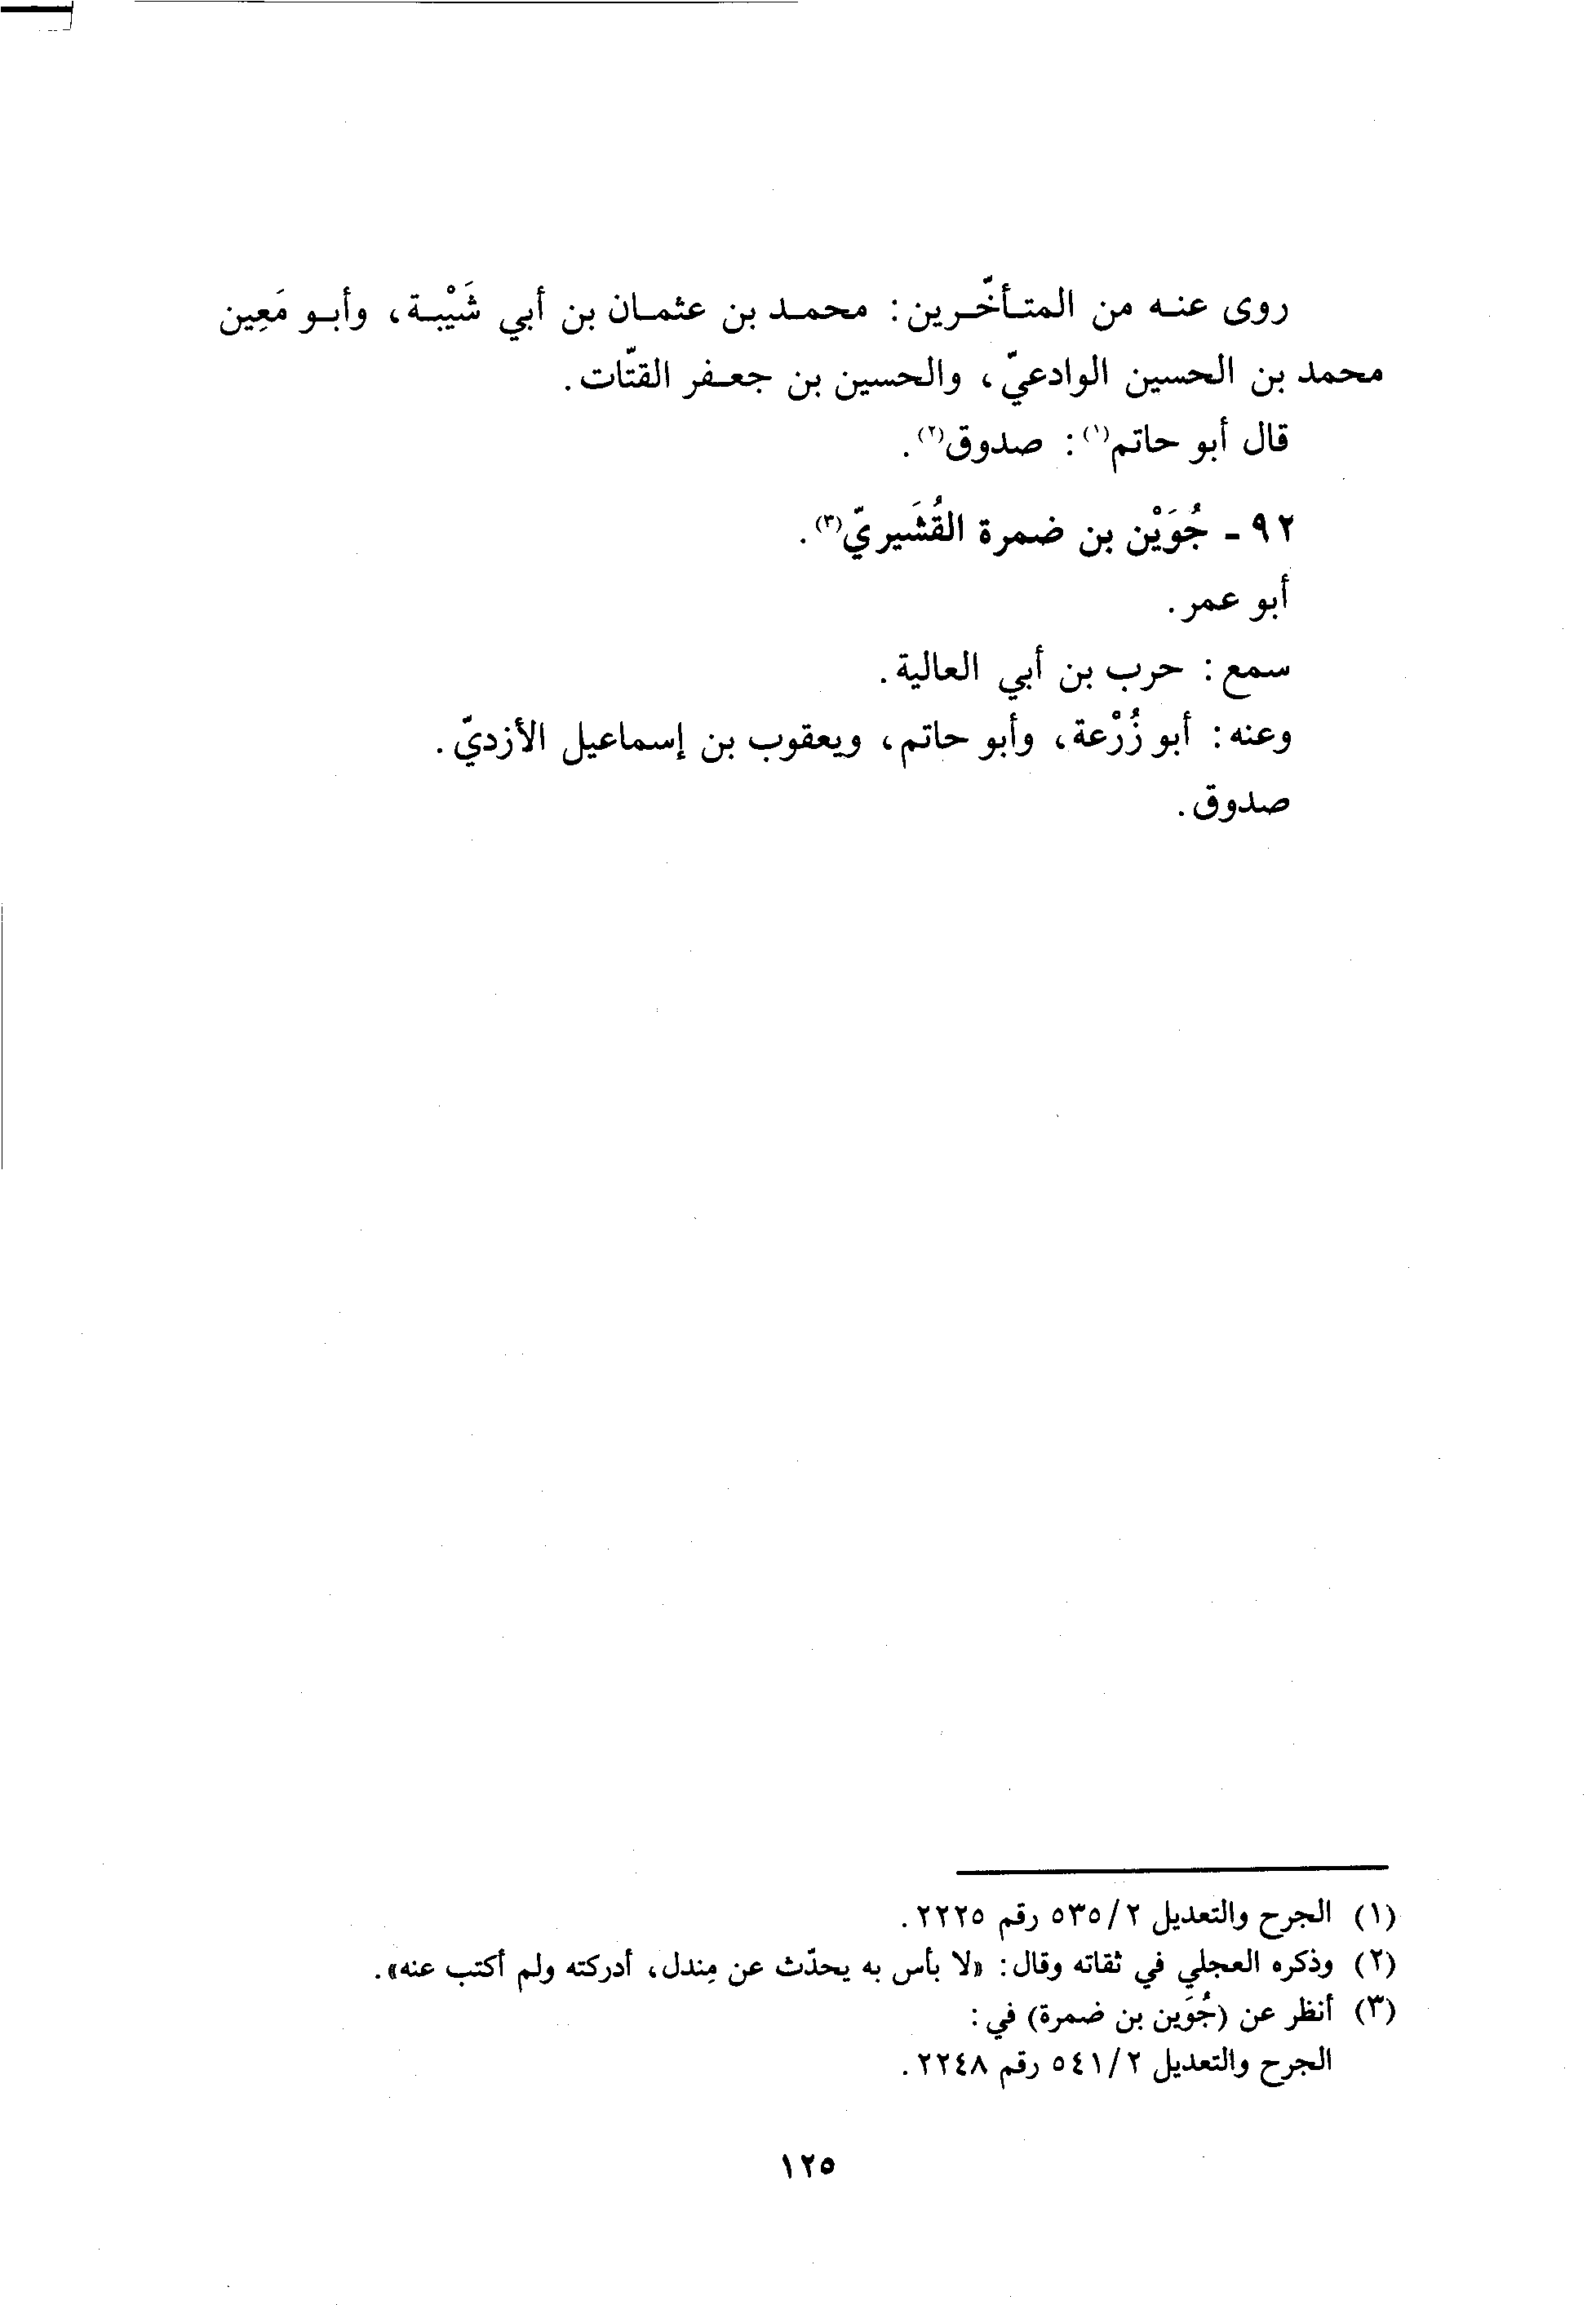 روى عنه من المتأخّرين: محمد بن عثمان بن أبي شَيْبة، وأبو مَعِين
محمد بن الحسين الوادعيّ، والحسين بن جعفر القتّات.
قال أبو حاتم(١): صدوق(٢).
٩٢ - جُوَيْن بن ضمرة القُشَيريّ(٣).
أبو عمر.
سمع: حرب بن أبي العالية.
وعنه: أبو زُرْعة، وأبو حاتم، ويعقوب بن إسماعيل الأزديّ.
صدوق.
(١) الجرح والتعديل ٥٣٥/٢ رقم ٢٢٢٥.
(٢) وذكره العجلي في ثقاته وقال: «لا بأس به يحدّث عن مِندل، أدركته ولم أكتب عنه».
(٣) أنظر عن (جُوَين بن ضمرة) في:
الجرح والتعديل ٥٤١/٢ رقم ٢٢٤٨.
١٢٥